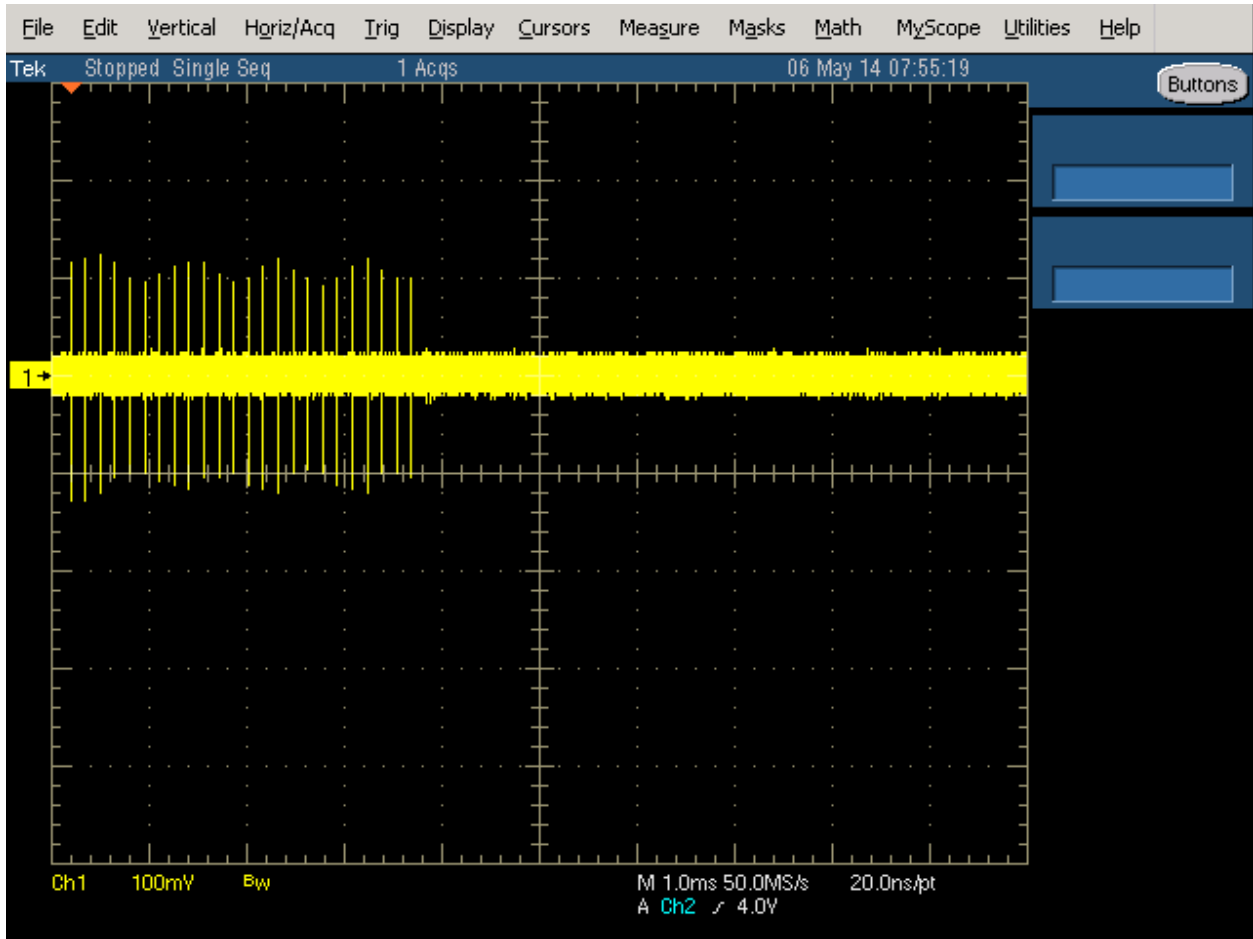 File Edit Vertical Horiz/Acq Trig Display Cursors Measure Masks Math MyScope Utilities Help
Tek Stopped Single Seq 1 Acqs 06 May 14 07:55:19 Buttons
1
Ch1 100mV Bw M 1.0ms 50.0MS/s 20.0ns/pt
A Ch2 4.0V